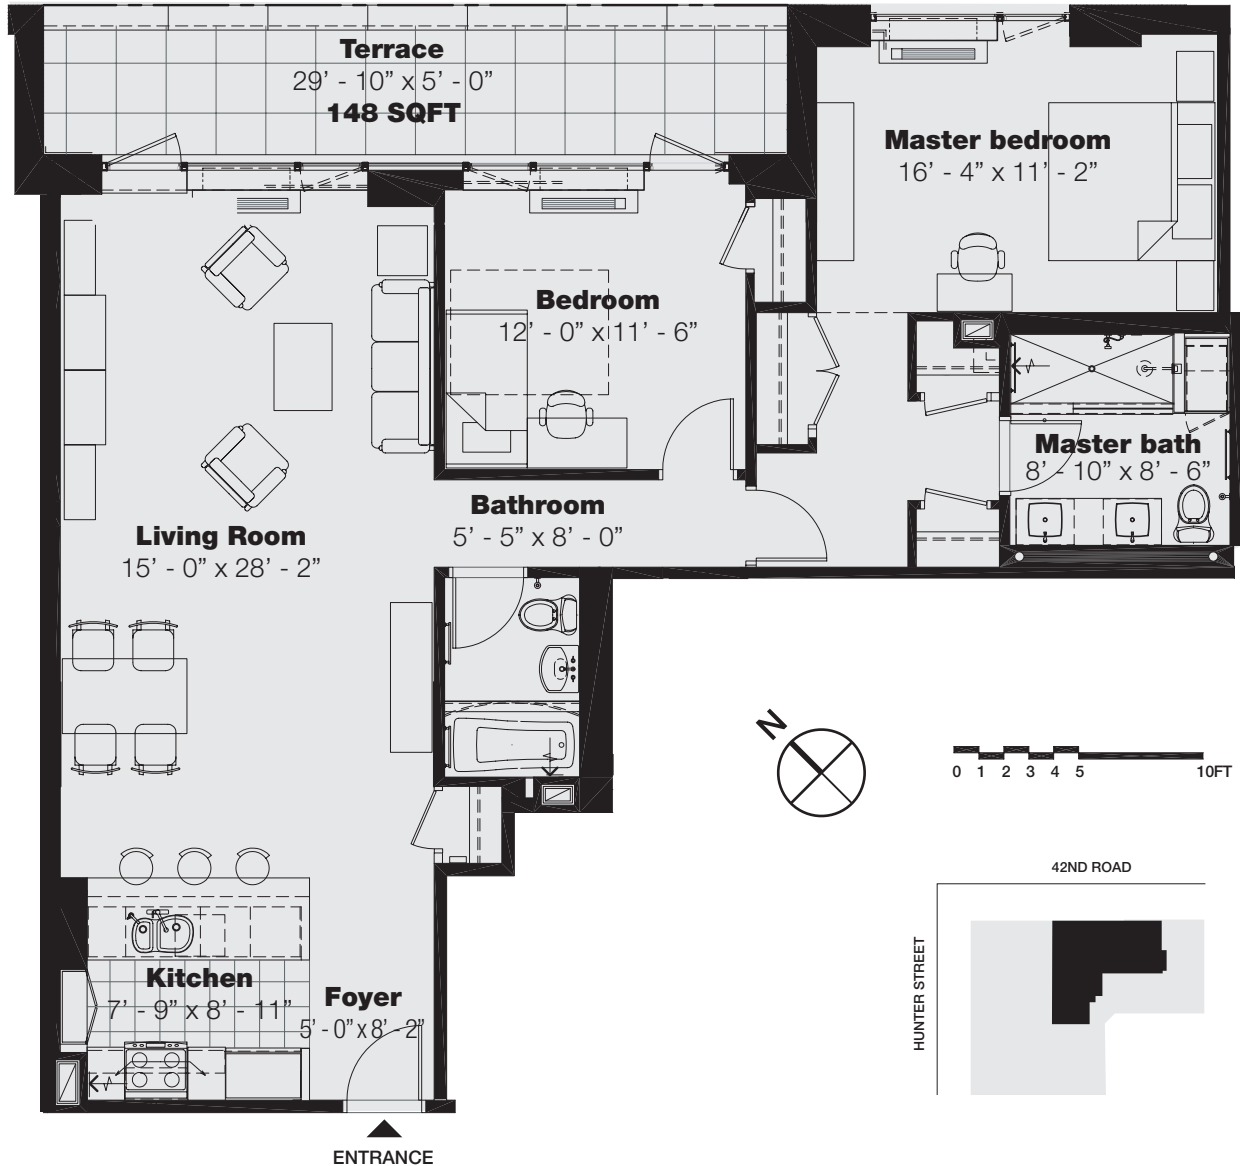 Terrace
29’ - 10” x 5’ - 0”
148 SQFT
Master bedroom
16’ - 4” x 11’ - 2”
Bedroom
12’ - 0” x 11’ - 6”
Master bath
8’ - 10” x 8’ - 6”
Bathroom
5’ - 5” x 8’ - 0”
Living Room
15’ - 0” x 28’ - 2”
N
0 1 2 3 4 5 10FT
42ND ROAD
HUNTER STREET
Kitchen
7’ - 9” x 8’ - 11”
Foyer
5’ - 0” x 8’ - 2”
ENTRANCE